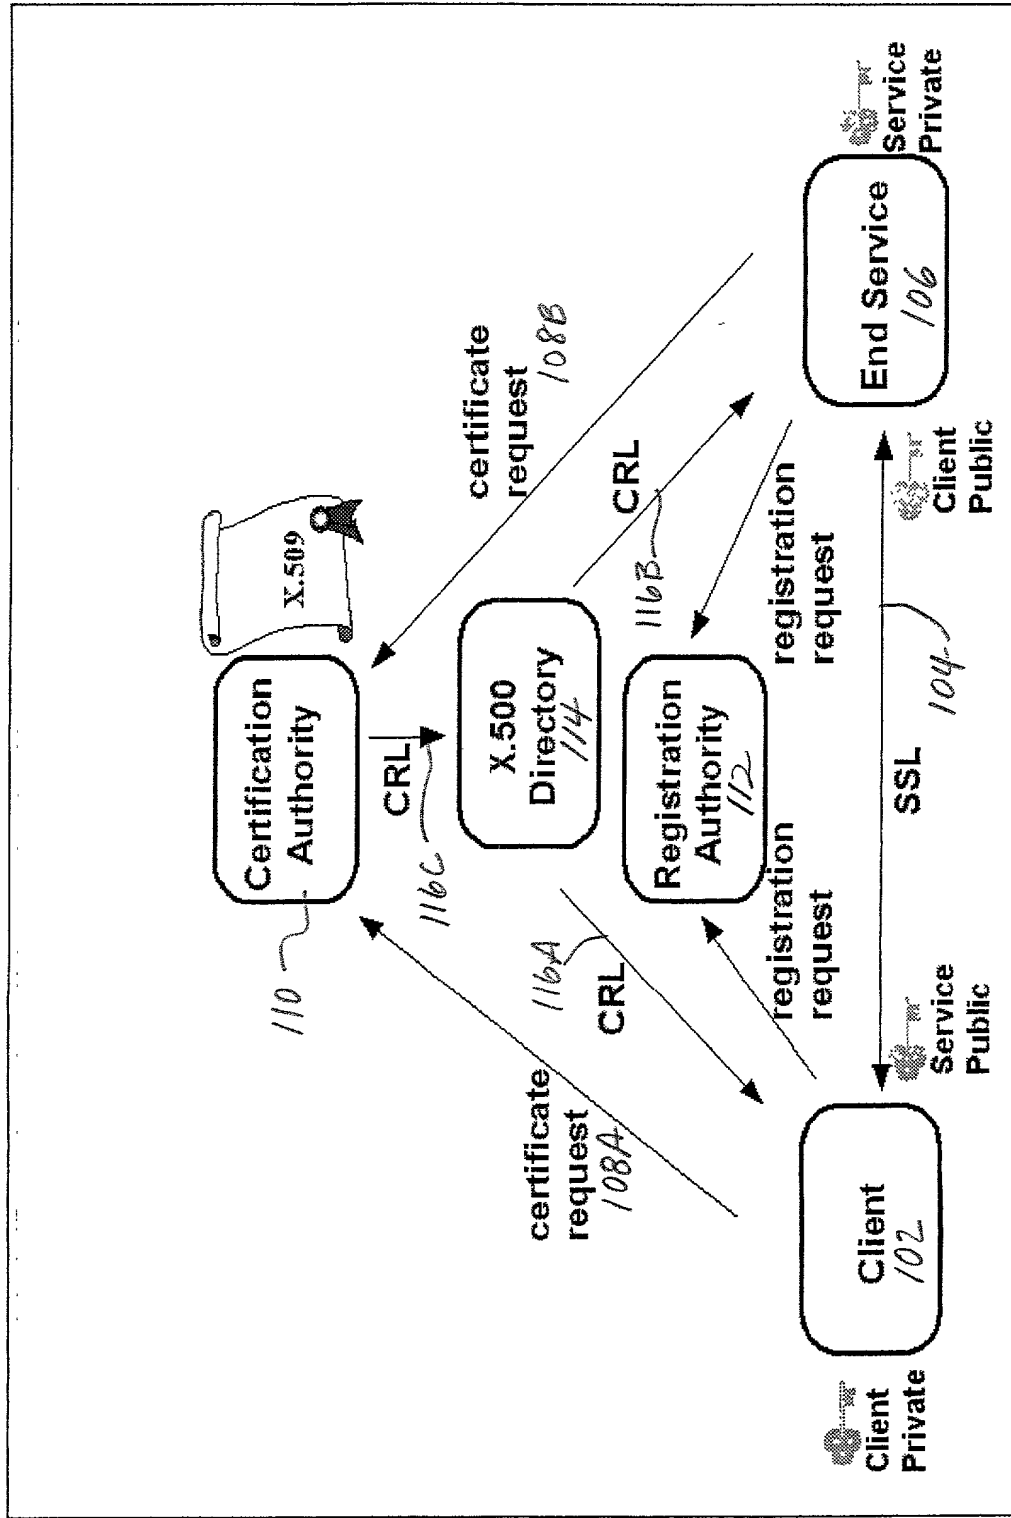 X.509
Certification
Authority
110
CRL
116C
certificate
request
108A
certificate
request
108B
X.500
Directory
114
116A
CRL
CRL
116B
Registration
Authority
112
registration
request
registration
request
Client
102
Client
Private
Service
Public
SSL
104
Client
Public
End Service
106
Service
Private